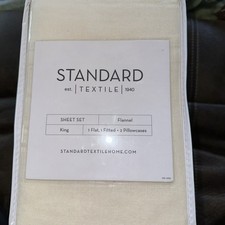 STANDARD
EST. | TEXTILE | 1940
SHEET SET | Flannel
King | 1 Flat, 1 Fitted - 2 Pillowcases
STANDARDTEXTILEHOME.COM